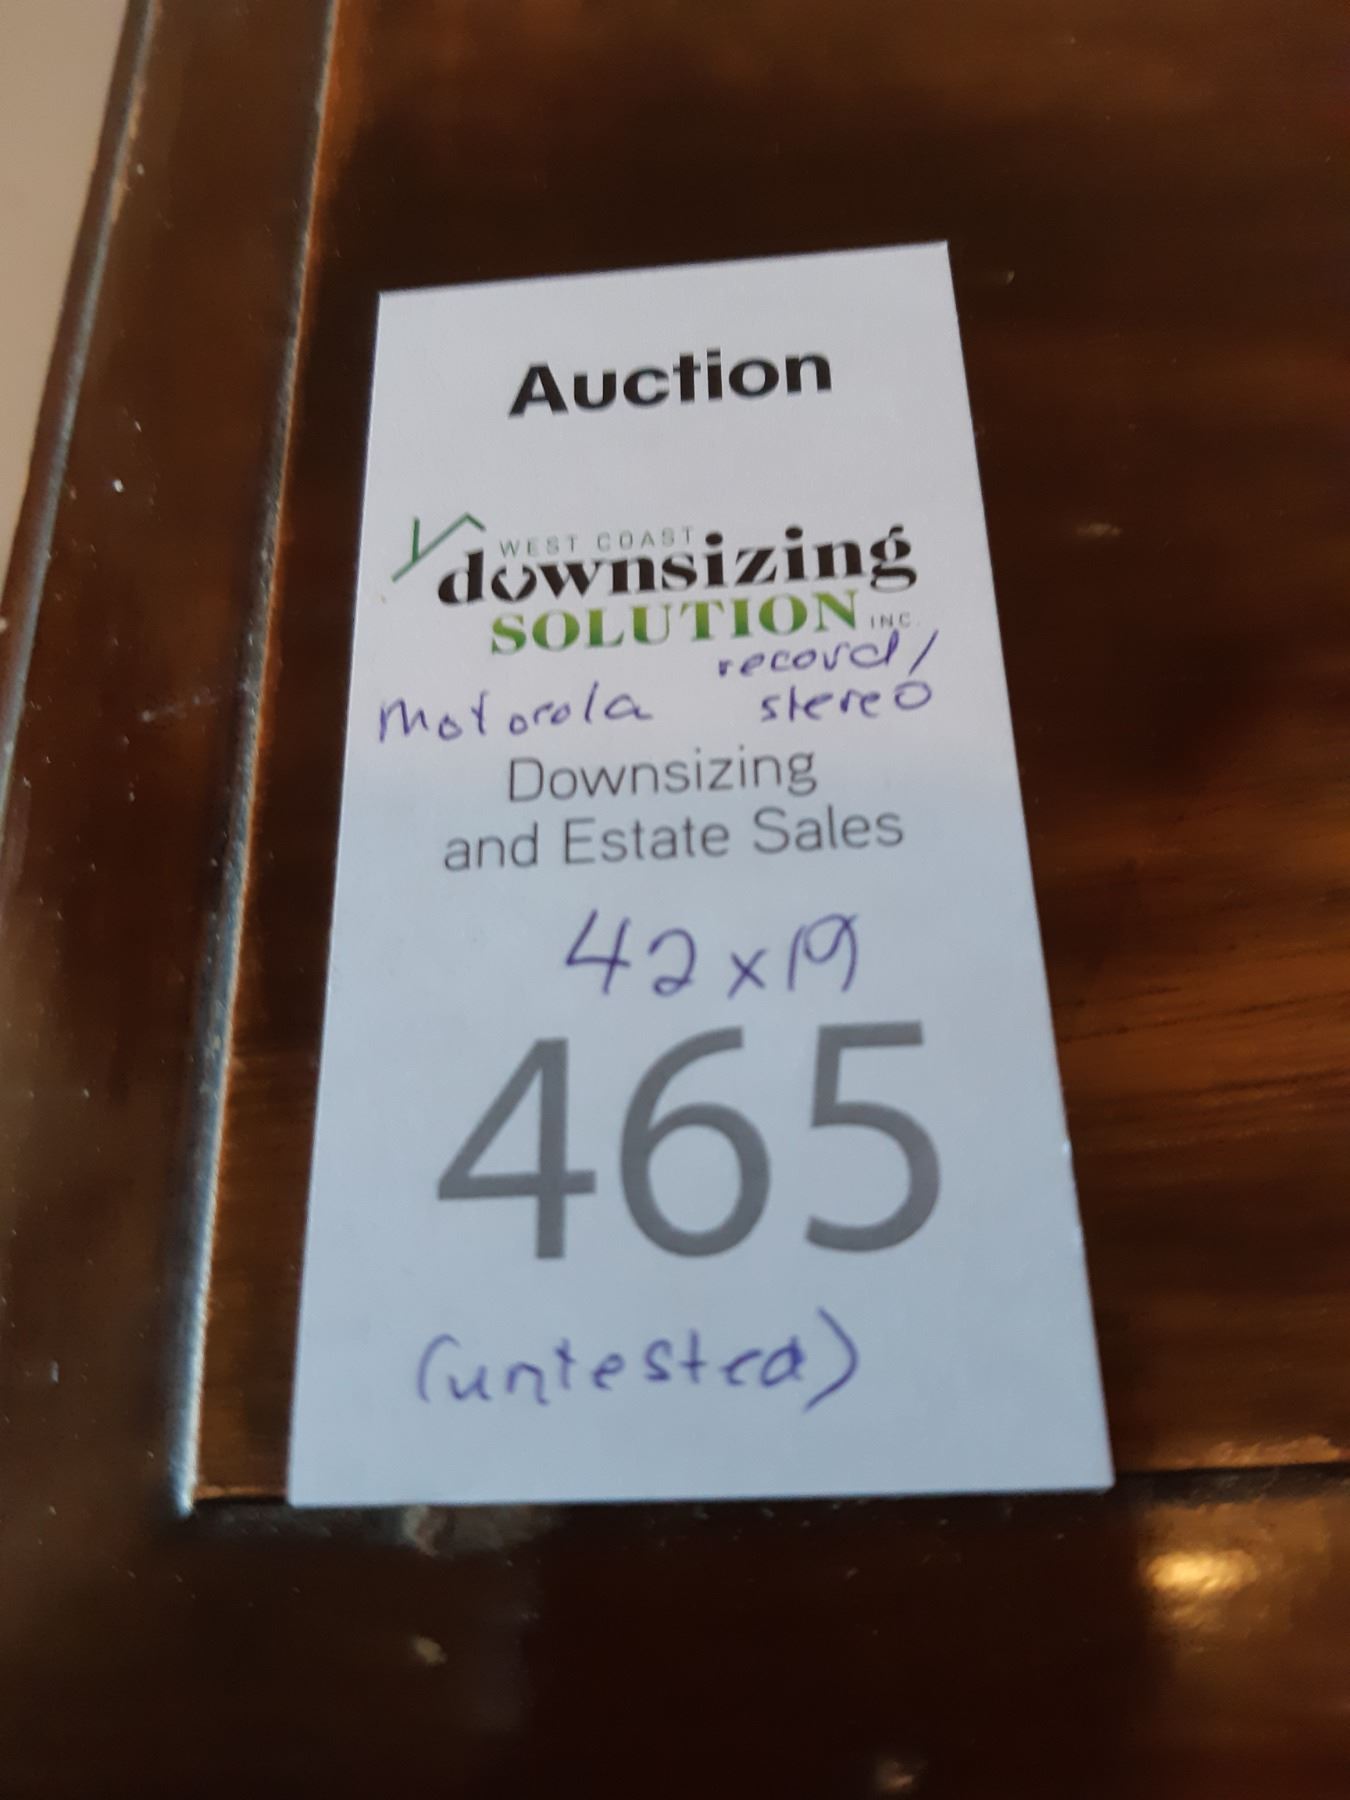 Auction
WEST COAST
downsizing
SOLUTION INC.
record/
motorola stereo
Downsizing
and Estate Sales
42x19
465
(untested)